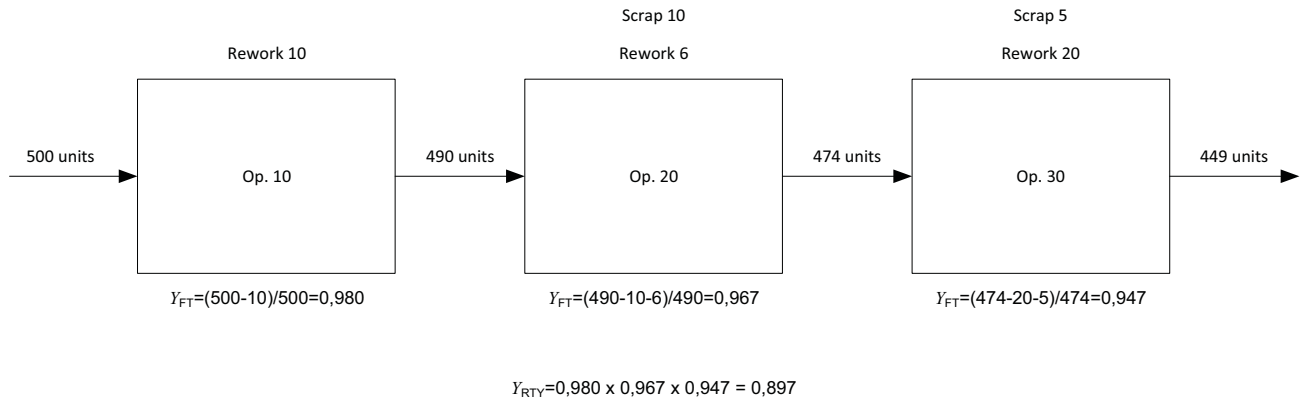 Scrap 10
Scrap 5
Rework 10
Rework 6
Rework 20
500 units
490 units
474 units
449 units
Op. 10
Op. 20
Op. 30
YFT=(500-10)/500=0,980
YFT=(490-10-6)/490=0,967
YFT=(474-20-5)/474=0,947
YRTY=0,980 x 0,967 x 0,947 = 0,897